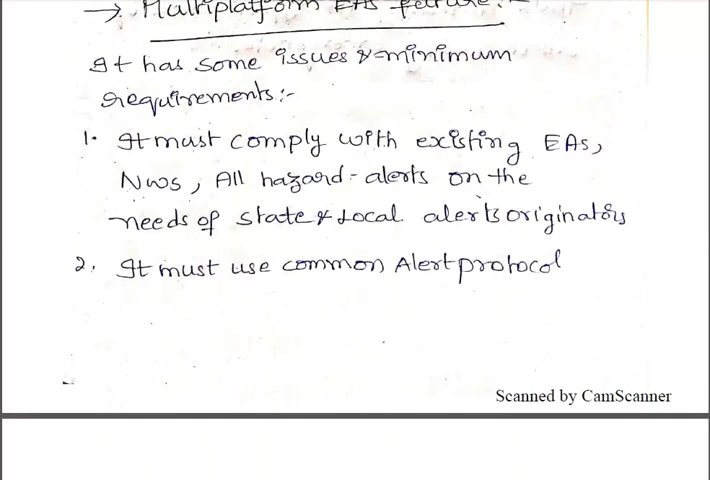 → Multiplatform EAS feture:-
It has some issues & minimum
requirements:-
1. It must comply with existing EAs,
Nws, All hazard-alerts on the
needs of state & Local alerts originators
2. It must use common Alert protocol
Scanned by CamScanner